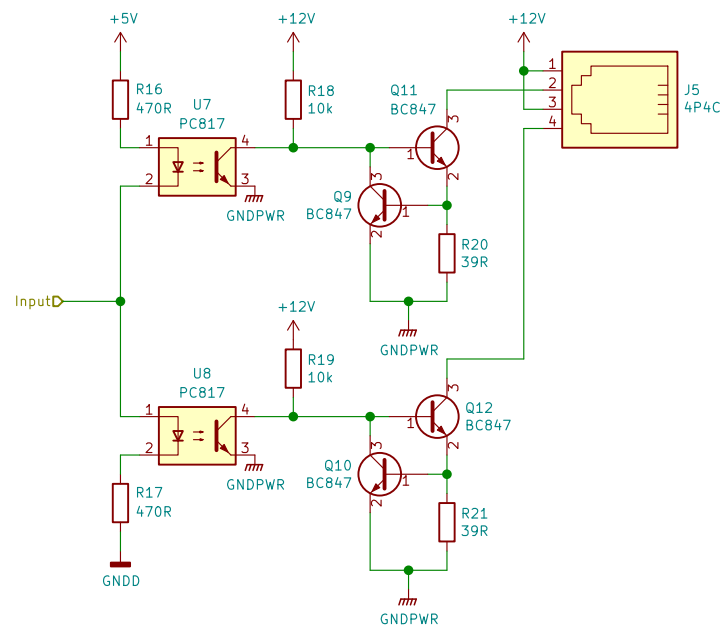 +5V
+12V
+12V
R16
470R
U7
PC817
R18
10k
Q11
BC847
J5
4P4C
1
2
3
4
1
2
4
3
GNDPWR
1
3
2
Q9
BC847
3
1
2
R20
39R
GNDPWR
Input
+12V
U8
PC817
R19
10k
1
2
4
3
GNDPWR
Q12
BC847
1
3
2
Q10
BC847
3
1
2
R17
470R
R21
39R
GNDD
GNDPWR